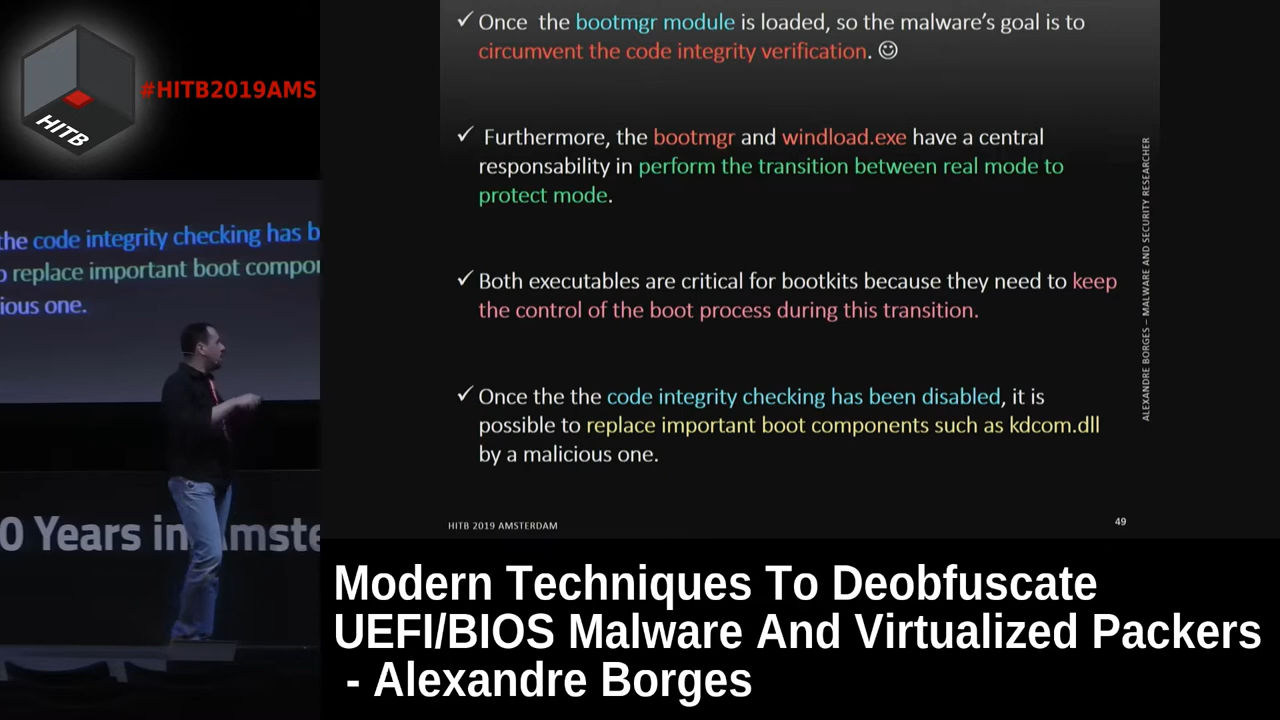 HITB
#HITB2019AMS
the code integrity checking has b
replace important boot compo
ious one.
0 Years in Amste
✓ Once the bootmgr module is loaded, so the malware's goal is to
circumvent the code integrity verification. ☺
✓ Furthermore, the bootmgr and windload.exe have a central
responsability in perform the transition between real mode to
protect mode.
✓ Both executables are critical for bootkits because they need to keep
the control of the boot process during this transition.
✓ Once the the code integrity checking has been disabled, it is
possible to replace important boot components such as kdcom.dll
by a malicious one.
HITB 2019 AMSTERDAM
49
ALEXANDRE BORGES – MALWARE AND SECURITY RESEARCHER
Modern Techniques To Deobfuscate
UEFI/BIOS Malware And Virtualized Packers
- Alexandre Borges